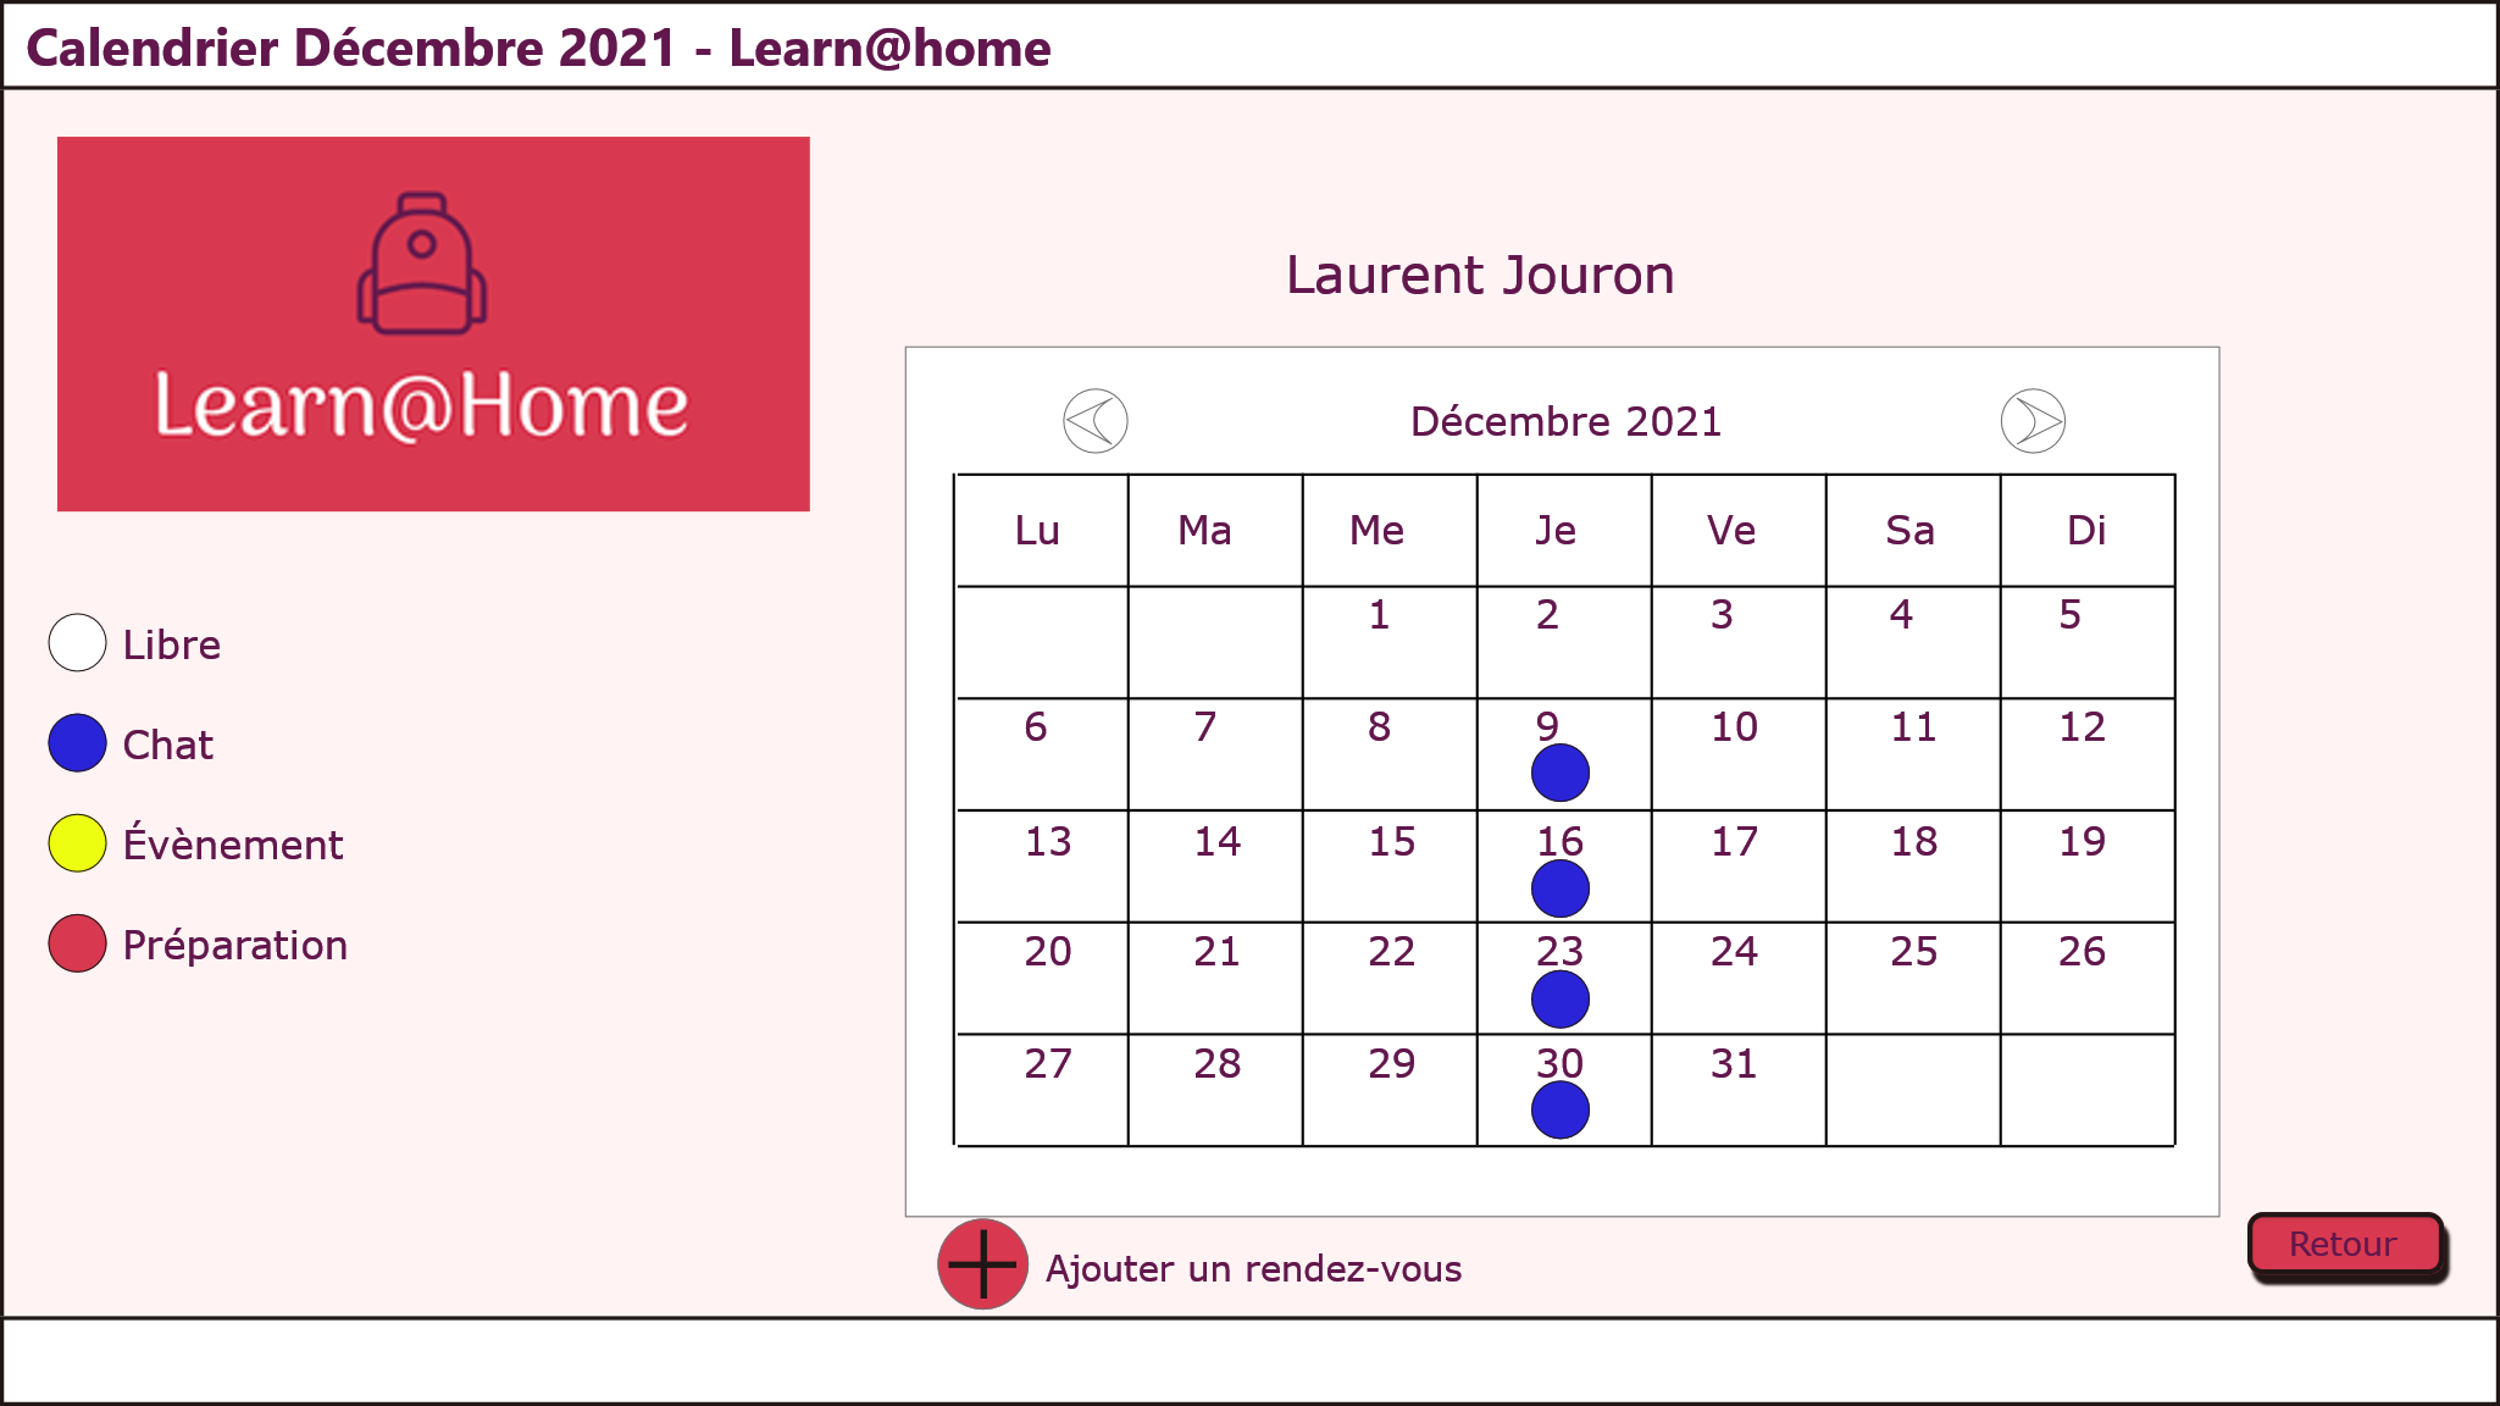 Calendrier Décembre 2021 - Learn@home
Learn@Home
Libre
Chat
Évènement
Préparation
Laurent Jouron
Décembre 2021
Lu Ma Me Je Ve Sa Di
1 2 3 4 5
6 7 8 9 10 11 12
13 14 15 16 17 18 19
20 21 22 23 24 25 26
27 28 29 30 31
Ajouter un rendez-vous
Retour